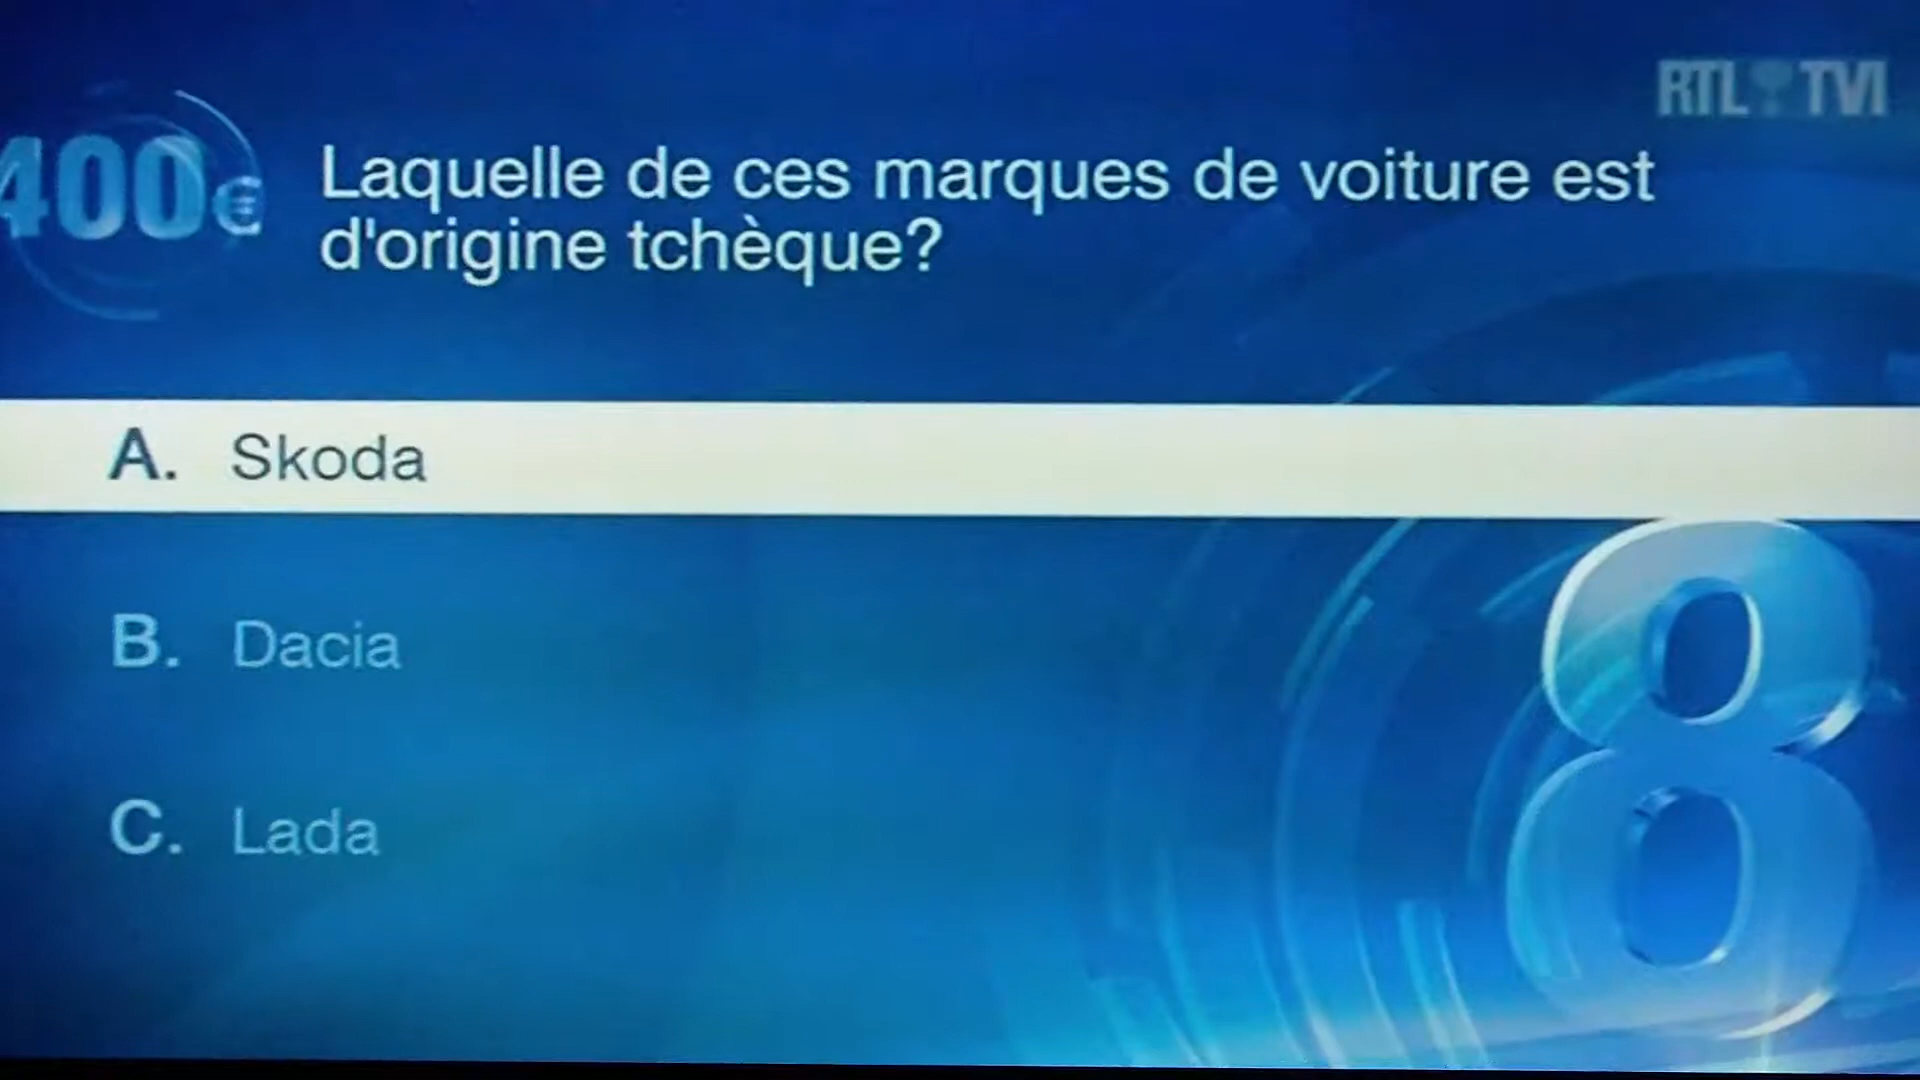 RTL TVI
400€
Laquelle de ces marques de voiture est
d'origine tchèque?
A. Skoda
B. Dacia
C. Lada
8